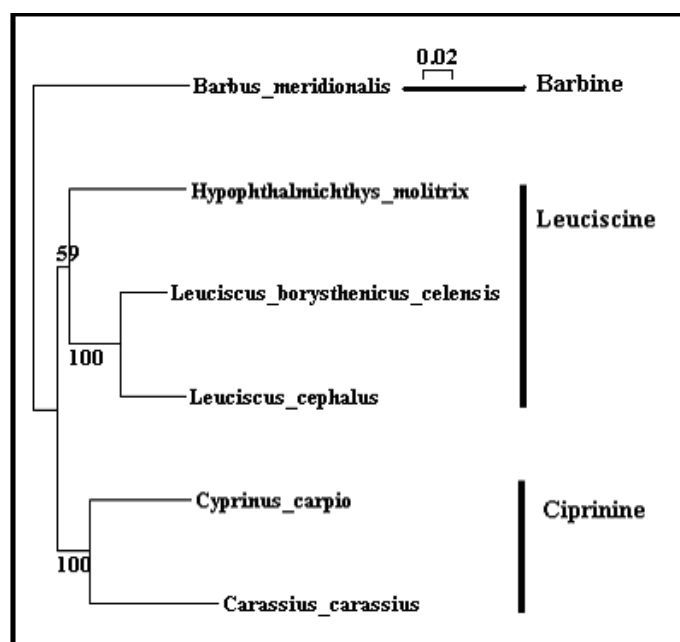 0.02
Barbus_meridionalis Barbine
Hypophthalmichthys_molitrix
Leuciscine
59
Leuciscus_borysthenicus_celensis
100
Leuciscus_cephalus
Cyprinus_carpio
Ciprinine
100
Carassius_carassius